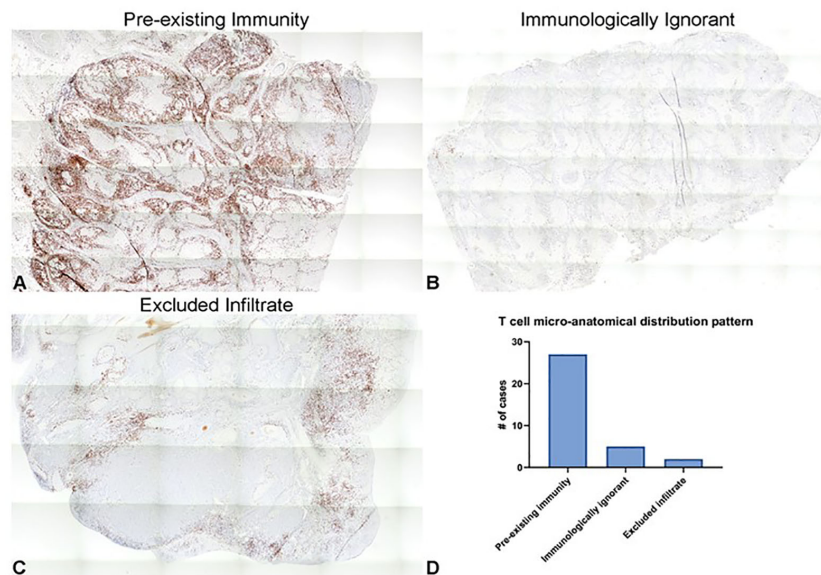 Pre-existing Immunity
Immunologically Ignorant
A
B
Excluded Infiltrate
C
T cell micro-anatomical distribution pattern
# of cases
30
20
10
0
Pre-existing immunity
Immunologically Ignorant
Excluded infiltrate
D